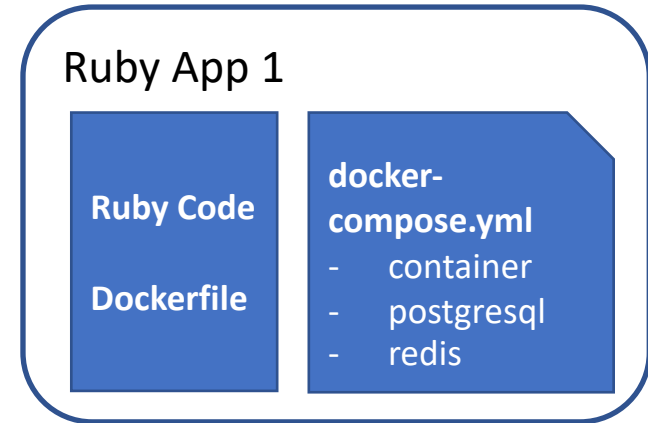 Ruby App 1
Ruby Code
Dockerfile
docker-
compose.yml
- container
- postgresql
- redis